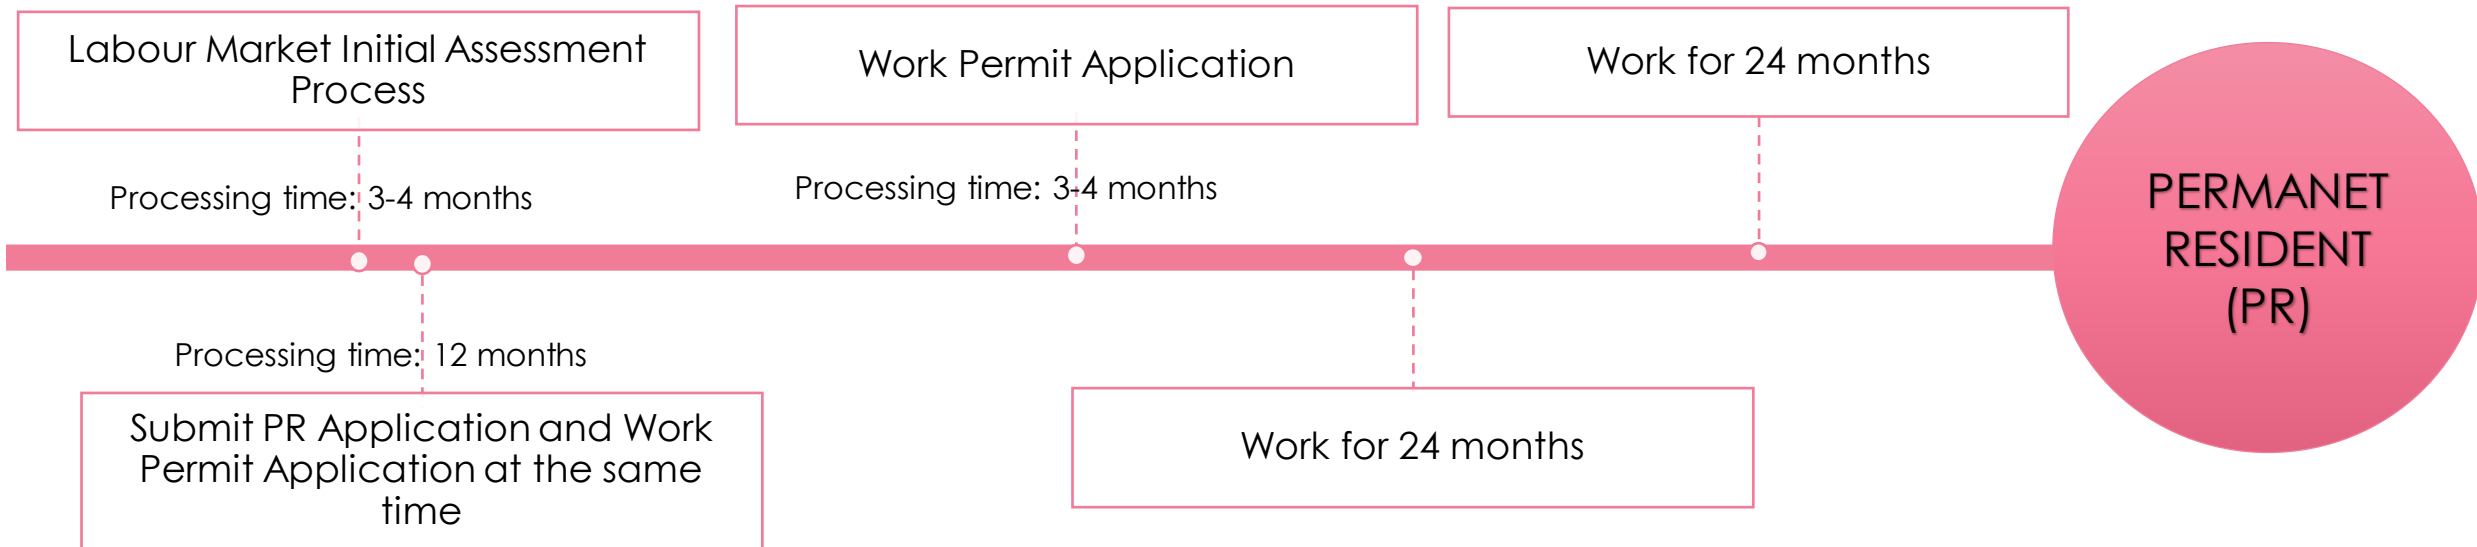 Labour Market Initial Assessment
Process
Work Permit Application
Work for 24 months
Processing time: 3-4 months
Processing time: 3-4 months
PERMANET
RESIDENT
(PR)
Processing time: 12 months
Submit PR Application and Work
Permit Application at the same
time
Work for 24 months